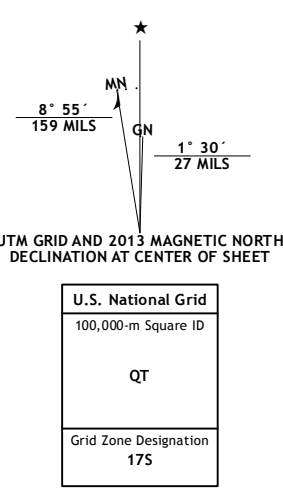 MN
GN
8° 55´
159 MILS
1° 30´
27 MILS
UTM GRID AND 2013 MAGNETIC NORTH
DECLINATION AT CENTER OF SHEET
U.S. National Grid
100,000-m Square ID
QT
Grid Zone Designation
17S